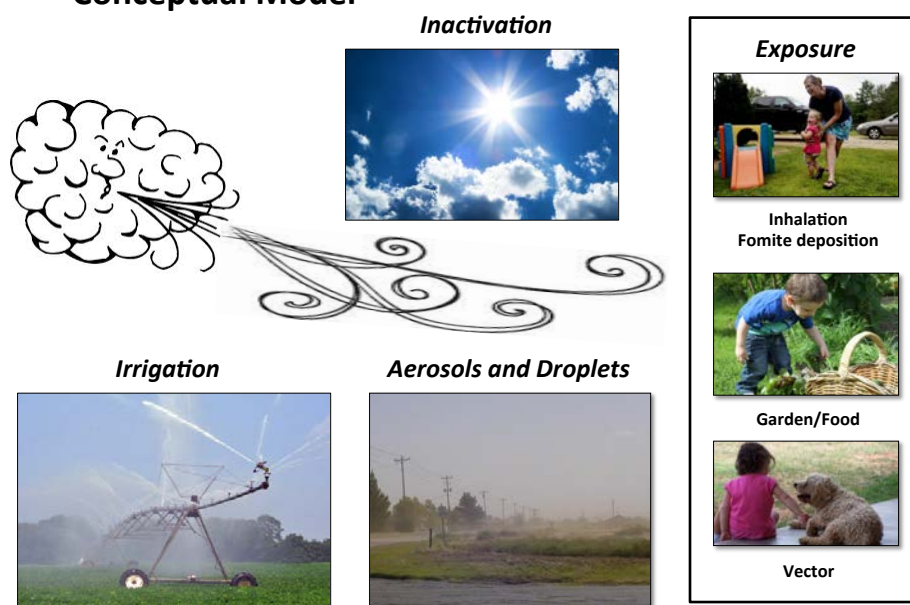 Conceptual Model
Inactivation
Exposure
Inhalation
Fomite deposition
Irrigation
Aerosols and Droplets
Garden/Food
Vector